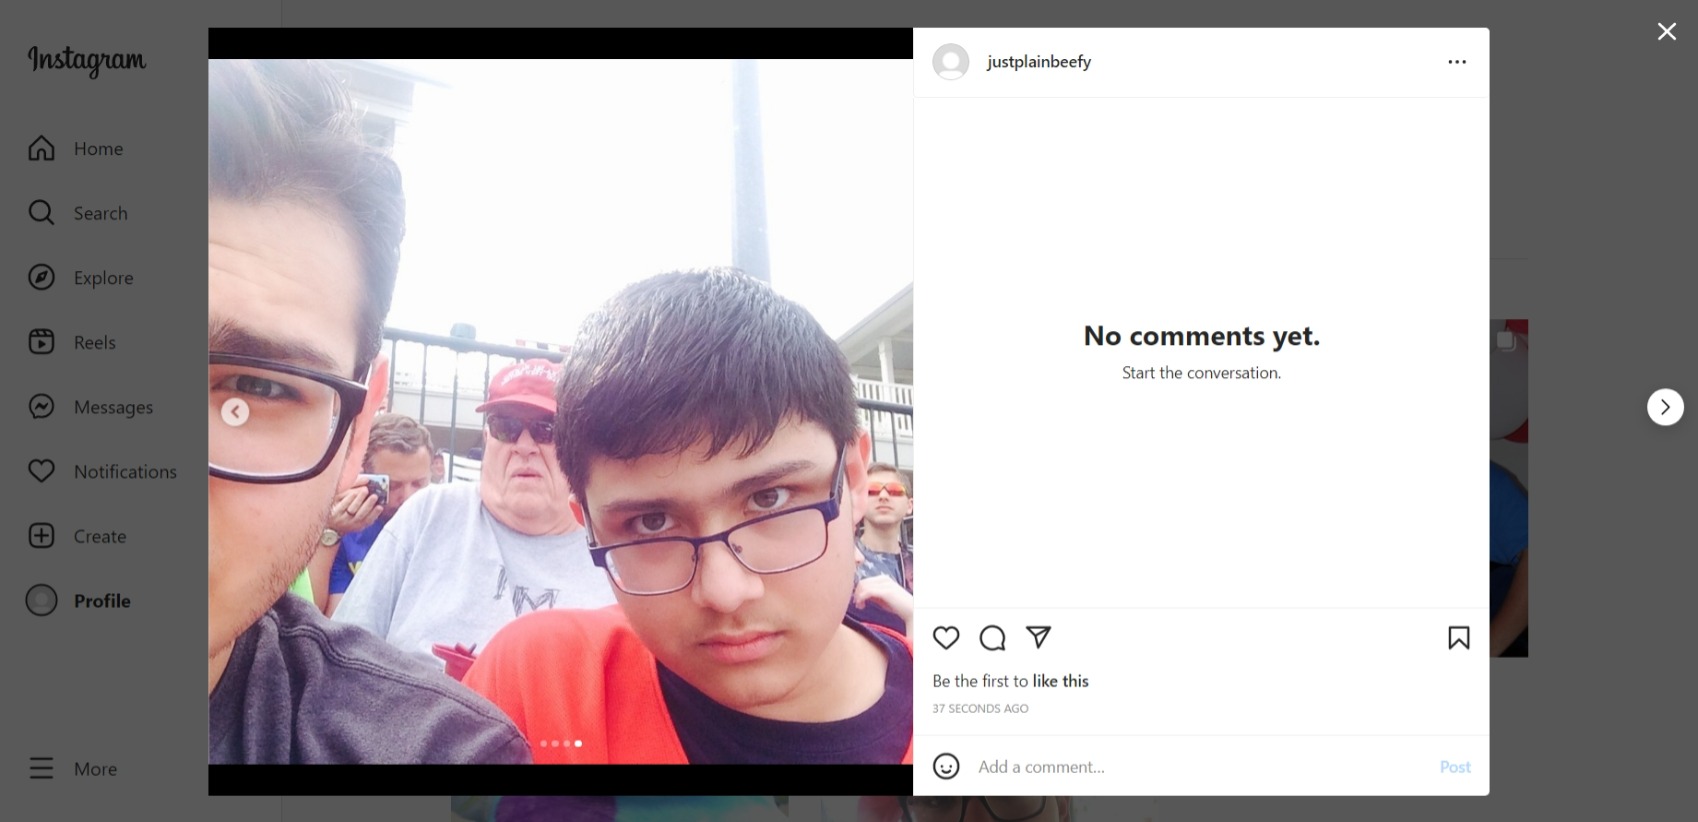 Instagram
Home
Search
Explore
Reels
Messages
Notifications
Create
Profile
More
justplainbeefy
No comments yet.
Start the conversation.
Be the first to like this
37 SECONDS AGO
Add a comment...
Post